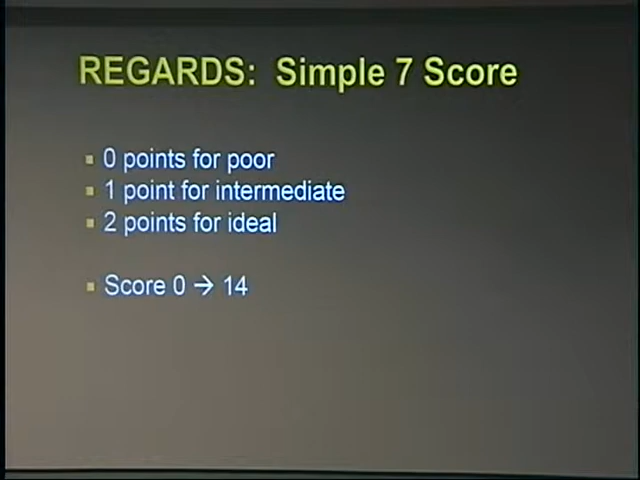 REGARDS: Simple 7 Score
▪ 0 points for poor
▪ 1 point for intermediate
▪ 2 points for ideal
▪ Score 0 → 14